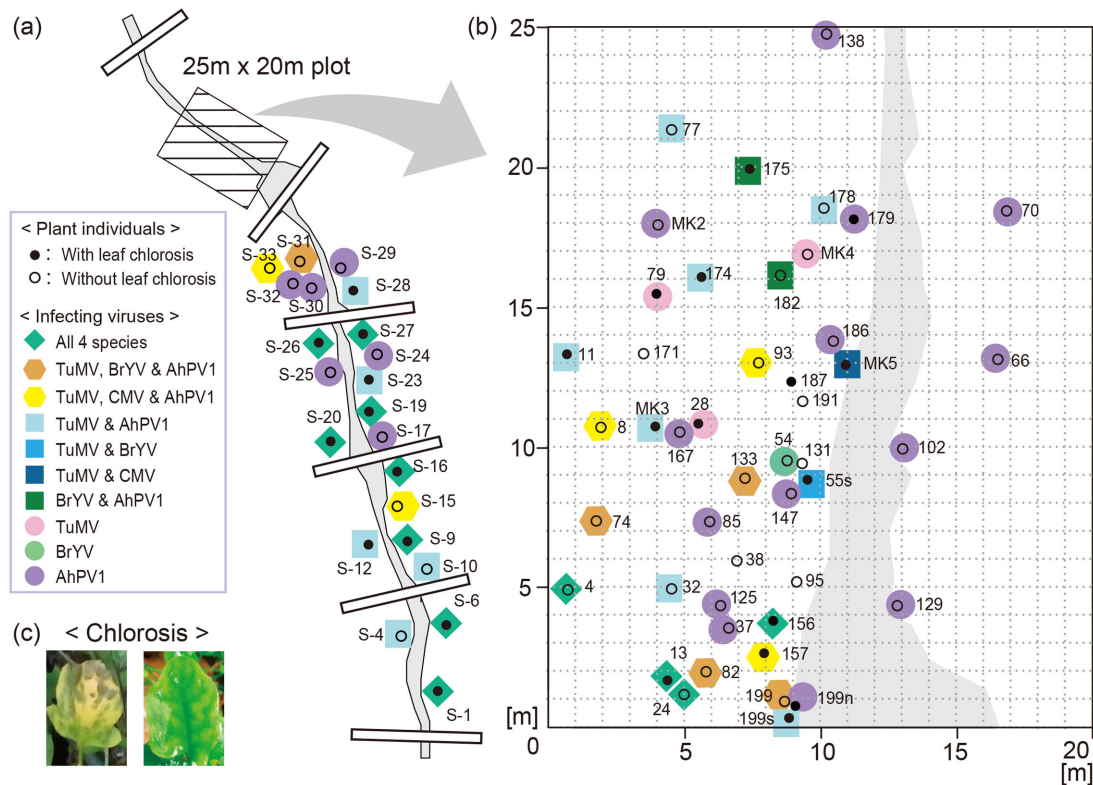 (a)
25m x 20m plot
< Plant individuals >
: With leaf chlorosis
: Without leaf chlorosis
< Infecting viruses >
All 4 species
TuMV, BrYV & AhPV1
TuMV, CMV & AhPV1
TuMV & AhPV1
TuMV & BrYV
TuMV & CMV
BrYV & AhPV1
TuMV
BrYV
AhPV1
S-31
S-33
S-29
S-32
S-30
S-28
S-27
S-26
S-24
S-25
S-23
S-19
S-20
S-17
S-16
S-15
S-9
S-12
S-10
S-6
S-4
S-1
(c)
< Chlorosis >
(b)
25
20
15
10
5
[m]
0
5
10
15
20
[m]
138
77
175
178
179
70
MK2
MK4
174
79
182
186
11
171
93
MK5
66
187
191
MK3
28
8
167
54
131
102
133
55s
147
74
85
38
95
4
32
125
129
37
156
13
157
82
24
199
199n
199s